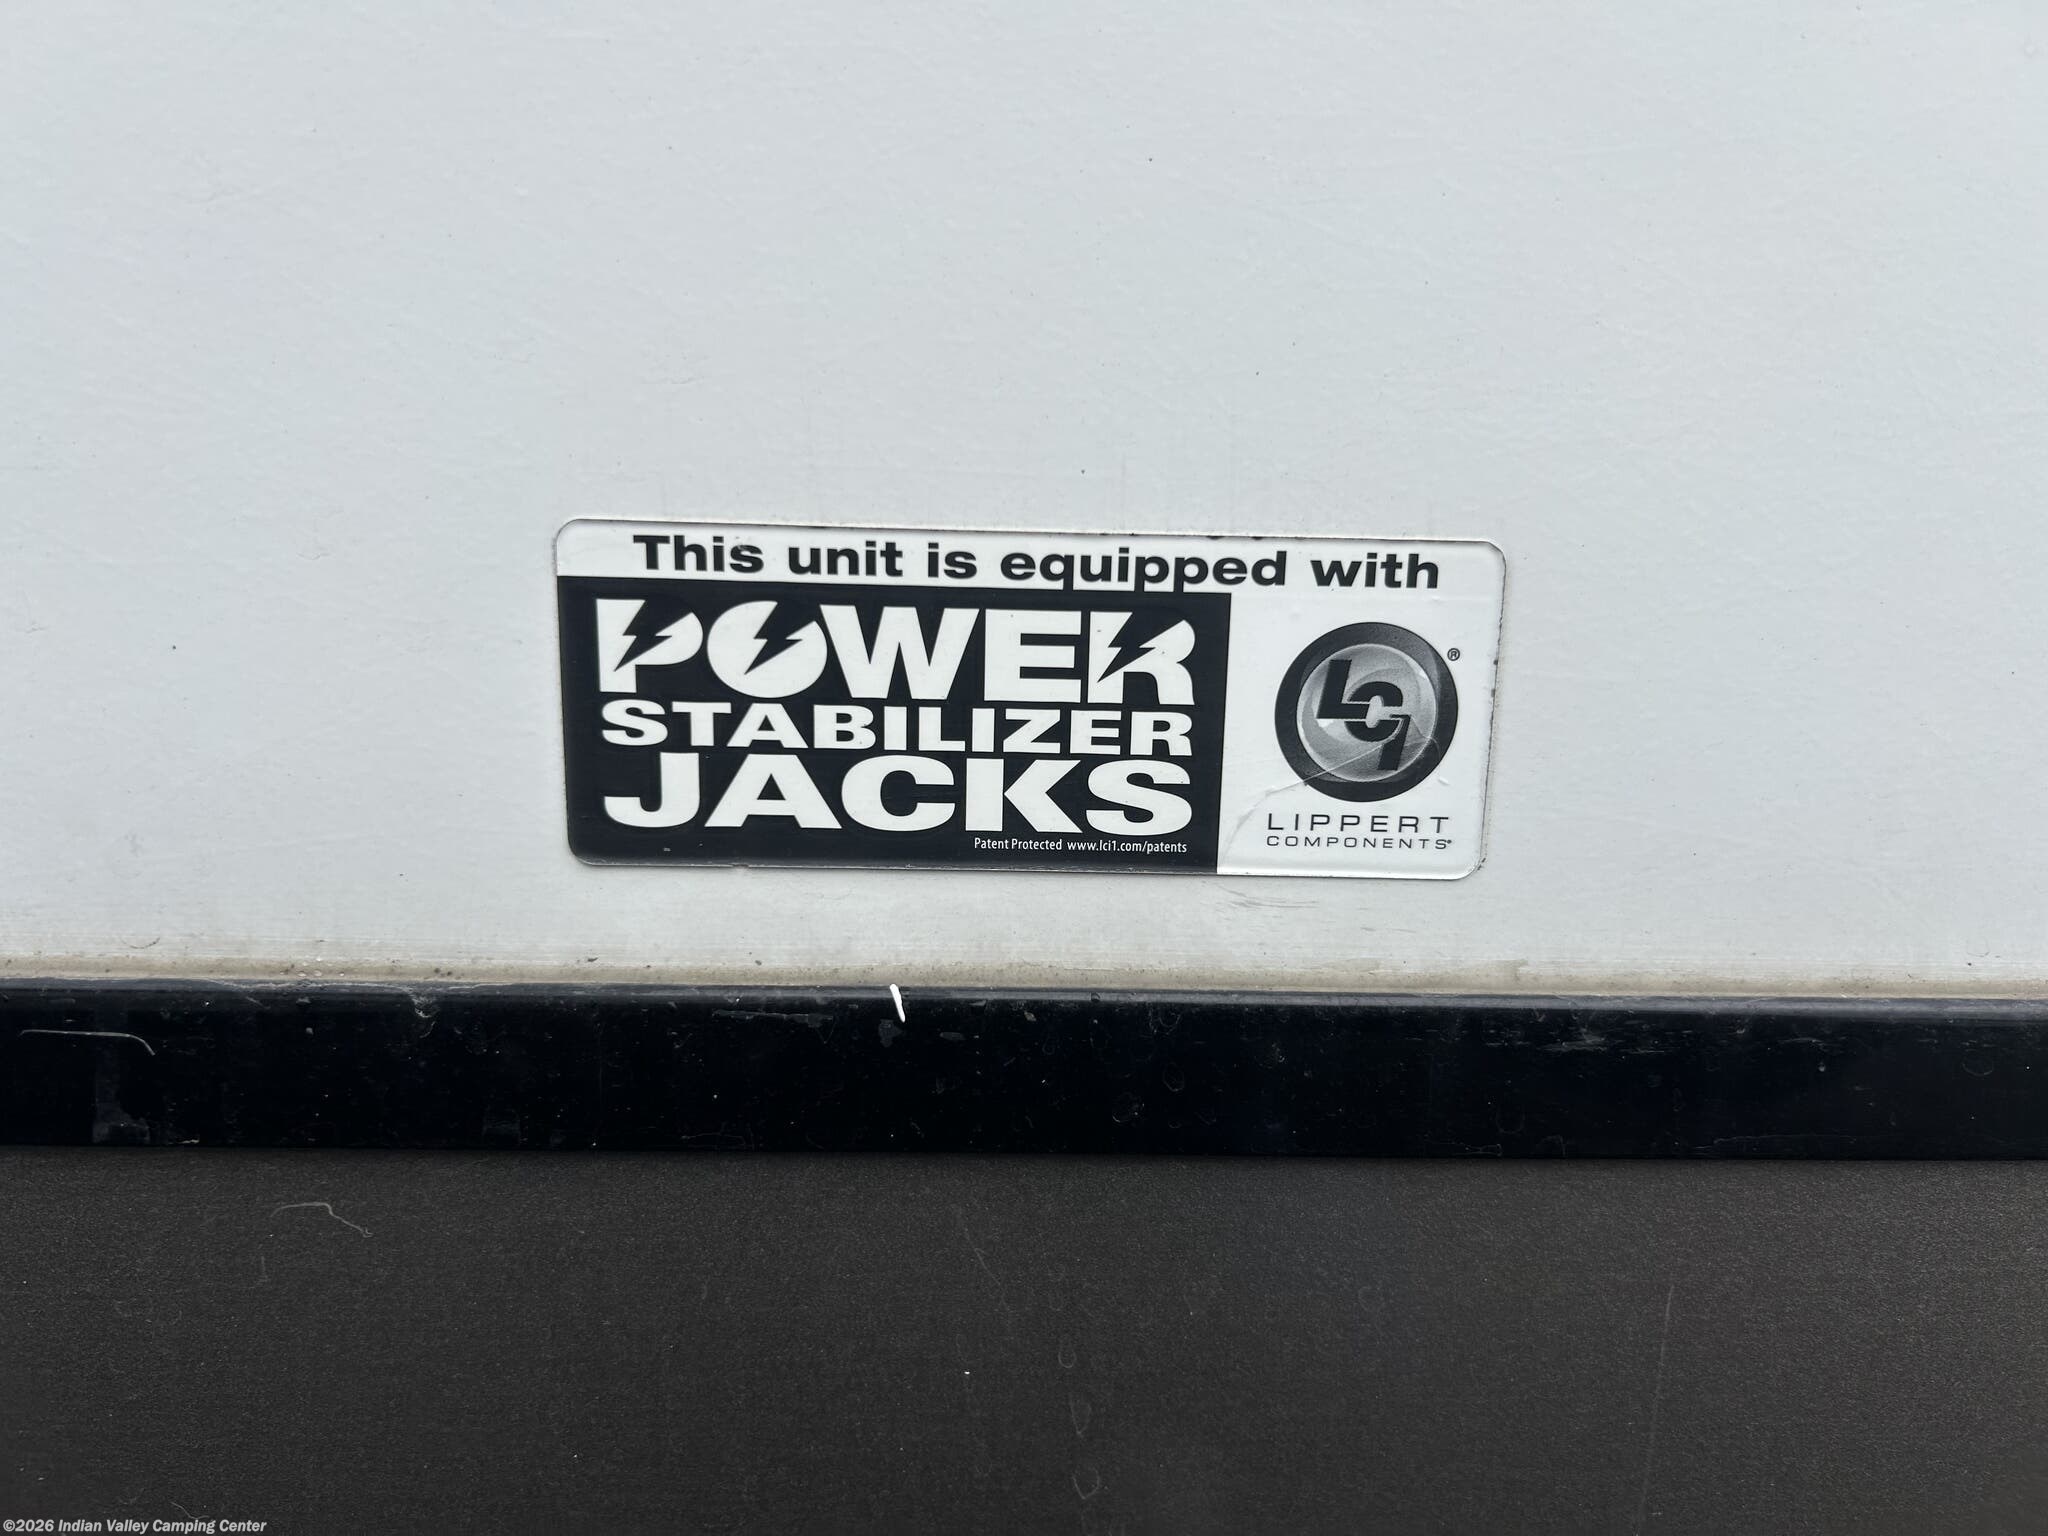 This unit is equipped with
POWER
STABILIZER
JACKS
Patent Protected www.lci1.com/patents
LCI®
LIPPERT
COMPONENTS®
©2026 Indian Valley Camping Center